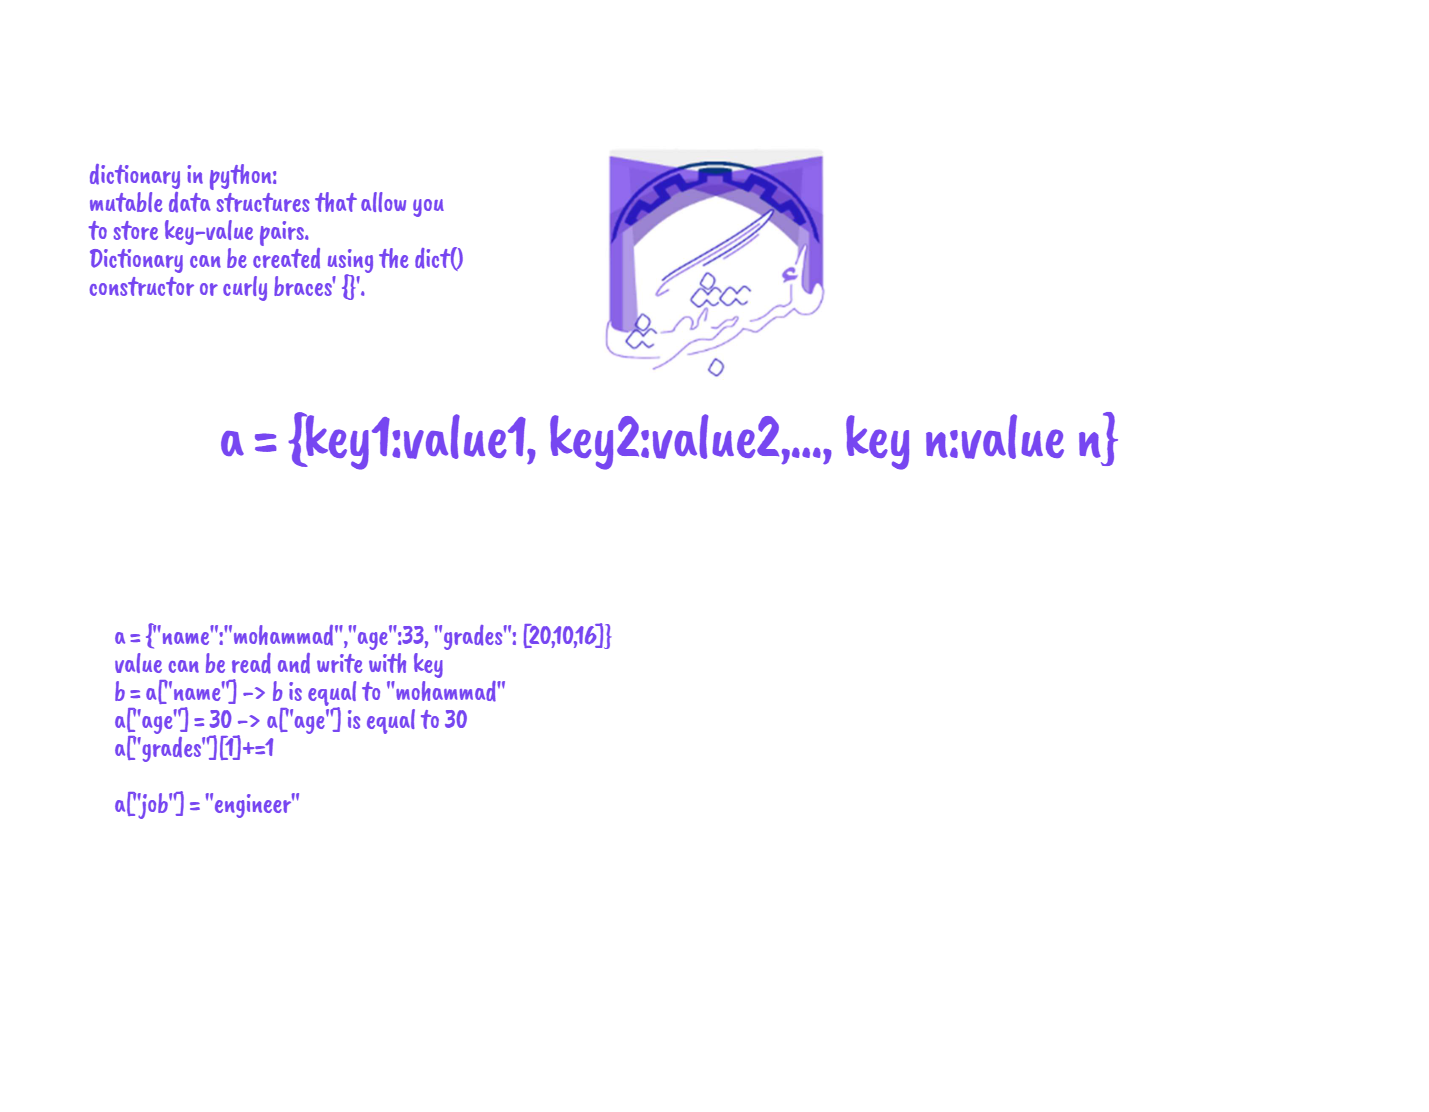 dictionary in python:
mutable data structures that allow you
to store key-value pairs.
Dictionary can be created using the dict()
constructor or curly braces' {}'.
a = {key1:value1, key2:value2,..., key n:value n}
a = {"name":"mohammad","age":33, "grades": [20,10,16]}
value can be read and write with key
b = a["name"] -> b is equal to "mohammad"
a["age"] = 30 -> a["age"] is equal to 30
a["grades"][1]+=1
a["job"] = "engineer"